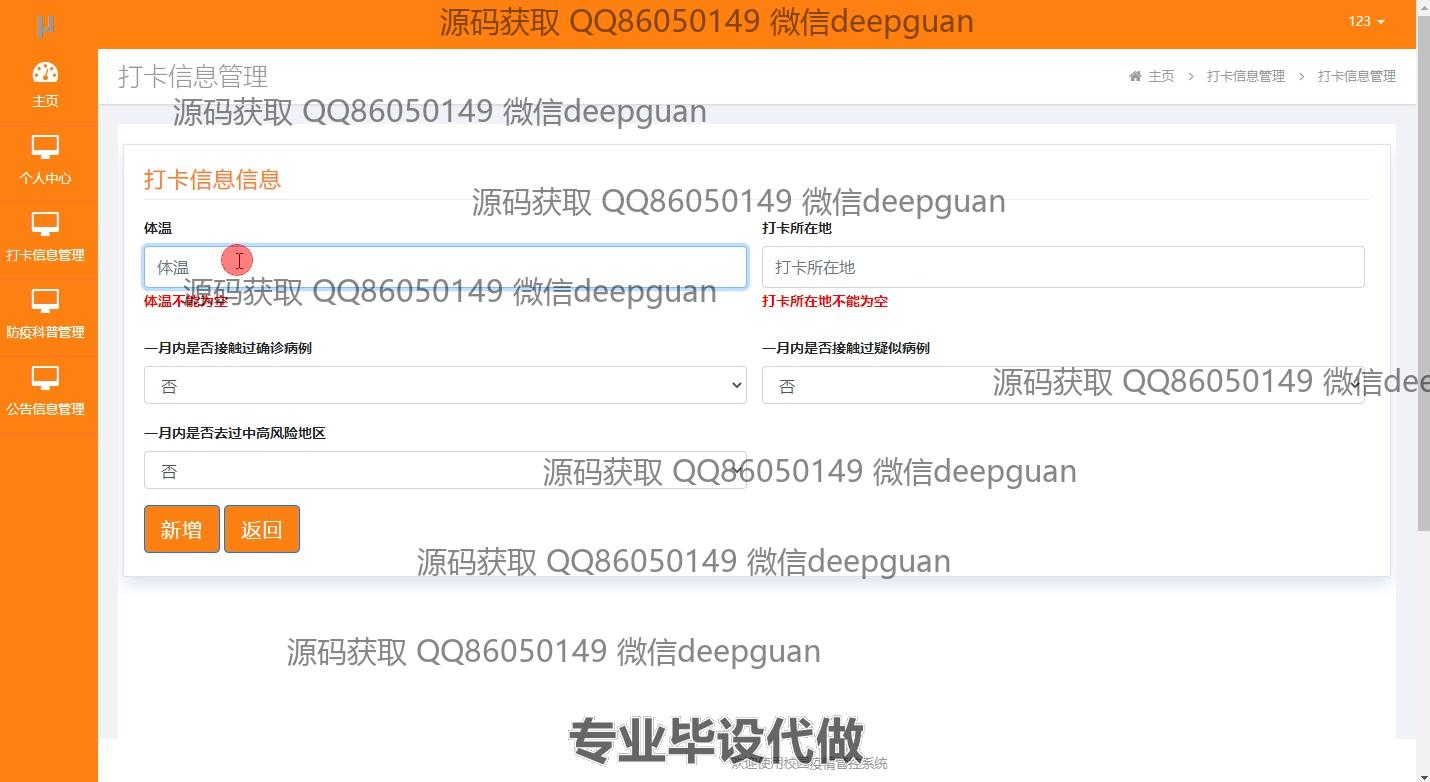 μ
源码获取 QQ86050149 微信deepguan
123
主页
个人中心
打卡信息管理
防疫科普管理
公告信息管理
打卡信息管理
主页 > 打卡信息管理 > 打卡信息管理
源码获取 QQ86050149 微信deepguan
打卡信息信息
源码获取 QQ86050149 微信deepguan
体温
打卡所在地
体温
打卡所在地
源码获取 QQ86050149 微信deepguan
体温不能为空
打卡所在地不能为空
一月内是否接触过确诊病例
一月内是否接触过疑似病例
否
否
源码获取 QQ86050149 微信dee
一月内是否去过中高风险地区
否
源码获取 QQ86050149 微信deepguan
新增
返回
源码获取 QQ86050149 微信deepguan
源码获取 QQ86050149 微信deepguan
专业毕设代做
欢迎使用校园疫情管控系统